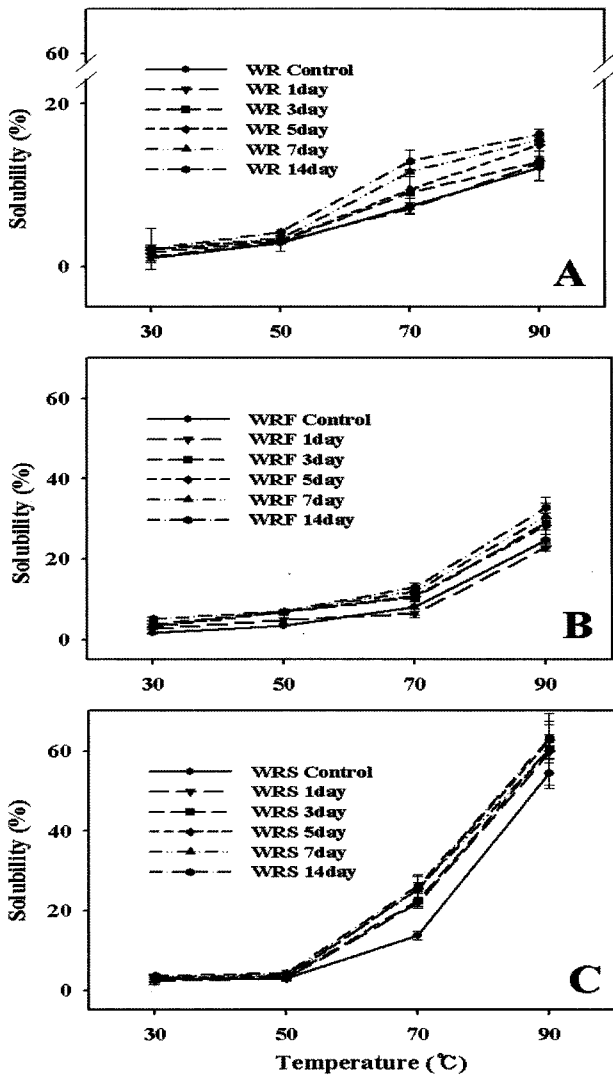 60
20
0
Solubility (%)
WR Control
WR 1day
WR 3day
WR 5day
WR 7day
WR 14day
A
30 50 70 90
60
40
20
0
Solubility (%)
WRF Control
WRF 1day
WRF 3day
WRF 5day
WRF 7day
WRF 14day
B
30 50 70 90
60
40
20
0
Solubility (%)
WRS Control
WRS 1day
WRS 3day
WRS 5day
WRS 7day
WRS 14day
C
30 50 70 90
Temperature (℃)